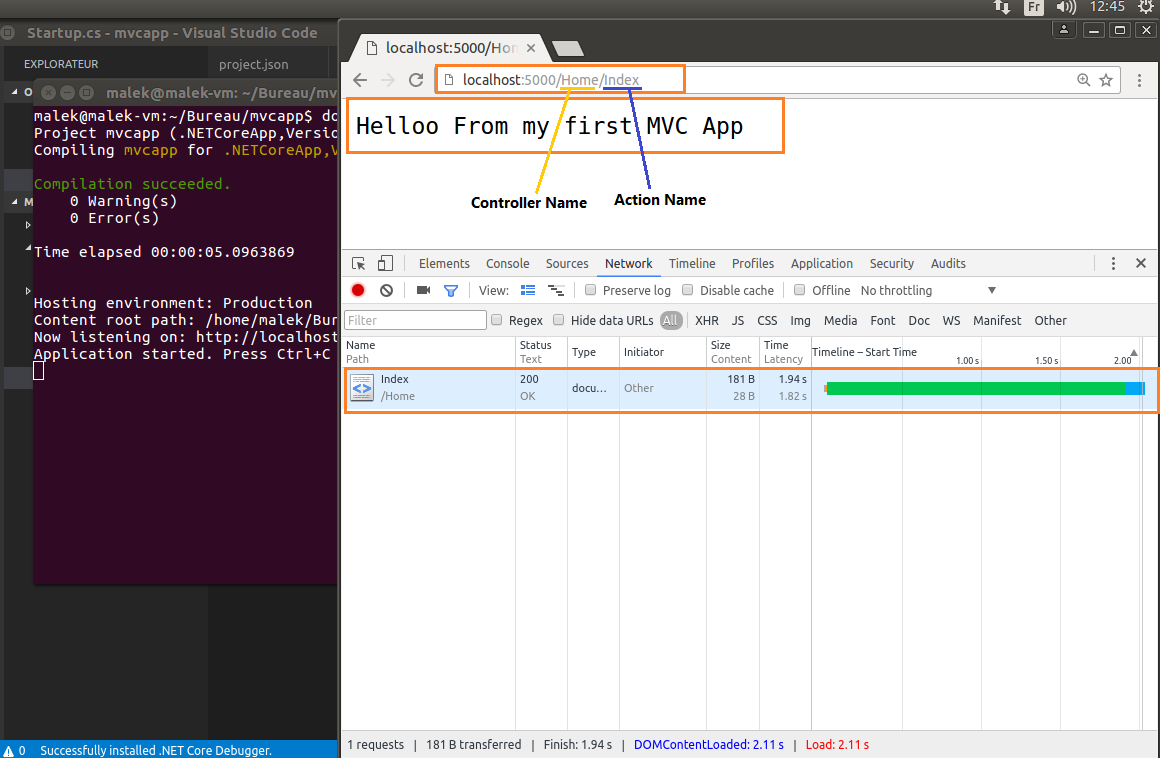 Fr 12:45
Startup.cs - mvcapp - Visual Studio Code
EXPLORATEUR
project.json
malek@malek-vm: ~/Bureau/mv
malek@malek-vm:~/Bureau/mvcapp$ do
Project mvcapp (.NETCoreApp,Versio
Compiling mvcapp for .NETCoreApp,V
Compilation succeeded.
0 Warning(s)
0 Error(s)
Time elapsed 00:00:05.0963869
Hosting environment: Production
Content root path: /home/malek/Bur
Now listening on: http://localhost
Application started. Press Ctrl+C
0 Successfully installed .NET Core Debugger.
localhost:5000/Hom
localhost:5000/Home/Index
Helloo From my first MVC App
Controller Name Action Name
Elements Console Sources Network Timeline Profiles Application Security Audits
View: Preserve log Disable cache Offline No throttling
Filter Regex Hide data URLs All XHR JS CSS Img Media Font Doc WS Manifest Other
Name Status Type Initiator Size Time Timeline – Start Time
Path Text Content Latency 1.00 s 1.50 s 2.00
Index 200 docu... Other 181 B 1.94 s
/Home OK 28 B 1.82 s
1 requests | 181 B transferred | Finish: 1.94 s | DOMContentLoaded: 2.11 s | Load: 2.11 s